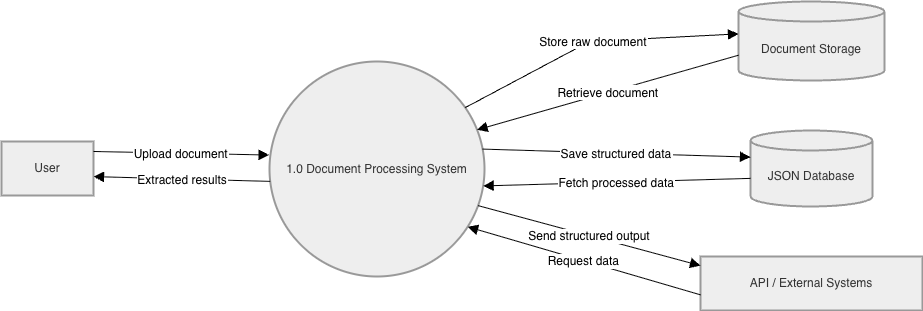 Store raw document
Document Storage
Retrieve document
User
Upload document
Extracted results
1.0 Document Processing System
Save structured data
Fetch processed data
JSON Database
Send structured output
Request data
API / External Systems